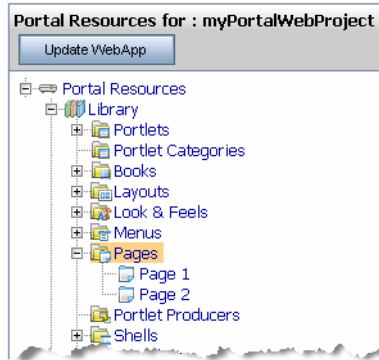 Portal Resources for : myPortalWebProject
Update WebApp
Portal Resources
Library
Portlets
Portlet Categories
Books
Layouts
Look & Feels
Menus
Pages
Page 1
Page 2
Portlet Producers
Shells